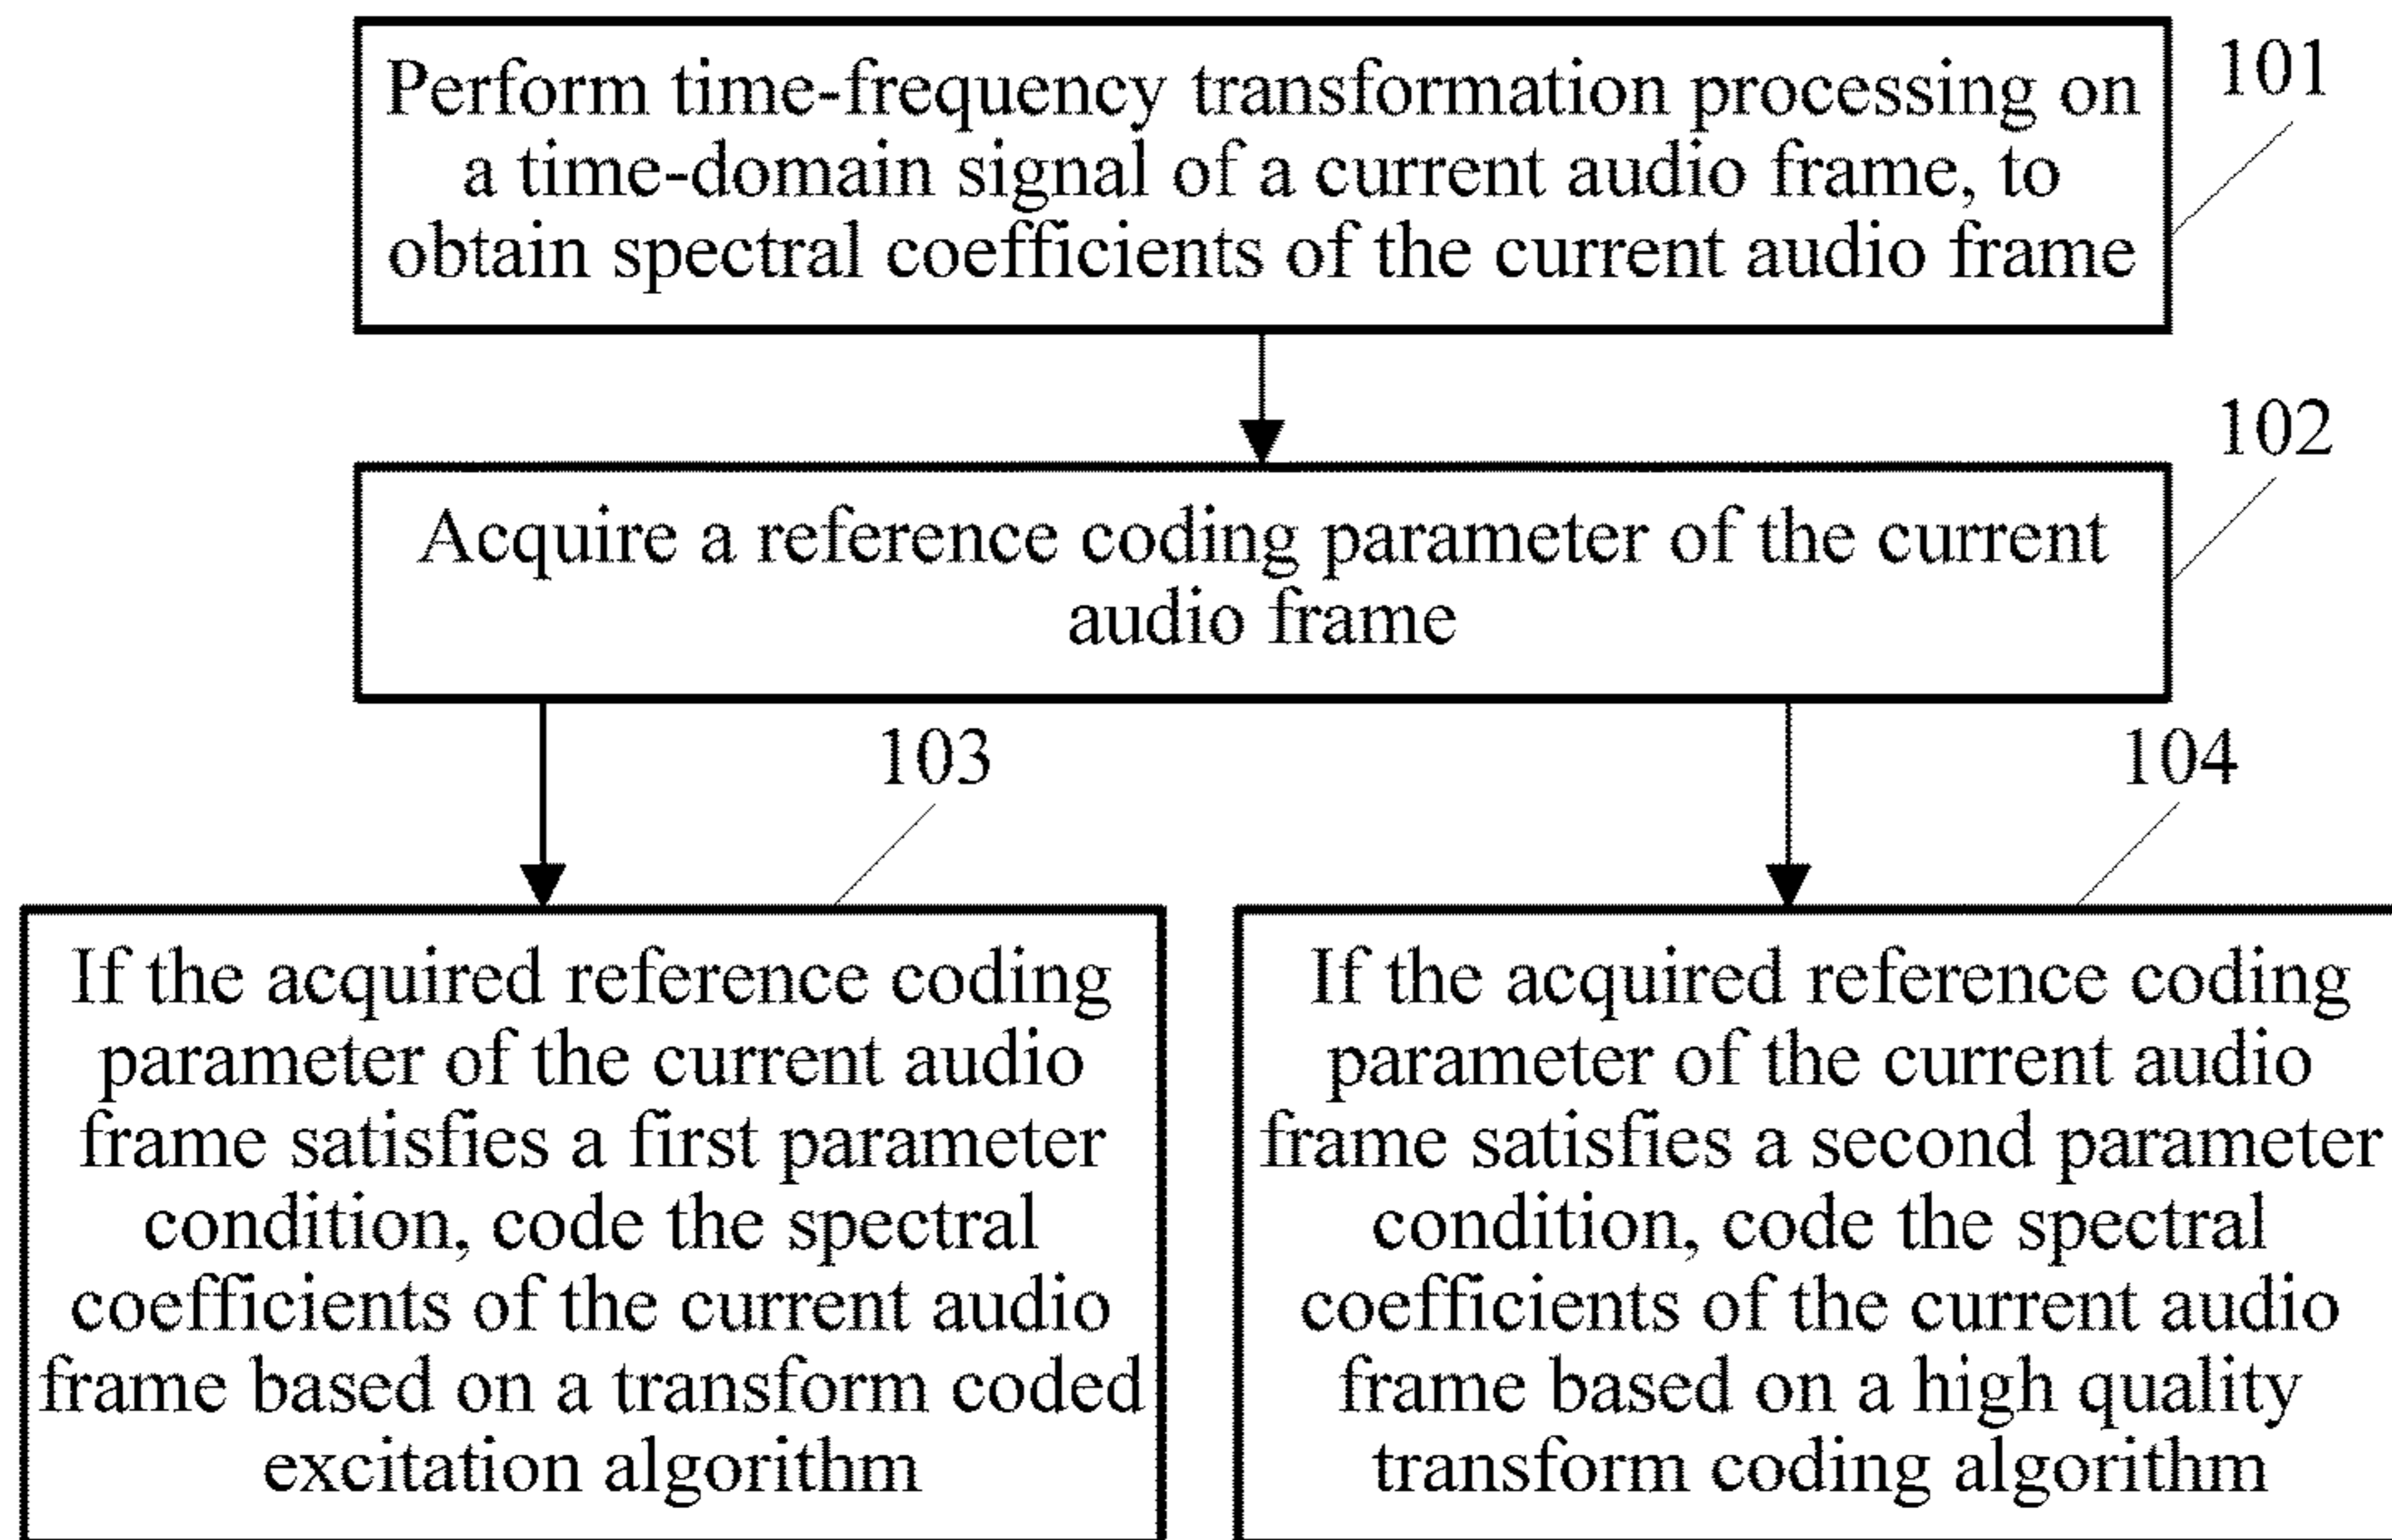 Perform time-frequency transformation processing on
a time-domain signal of a current audio frame, to
obtain spectral coefficients of the current audio frame
101
Acquire a reference coding parameter of the current
audio frame
102
103
If the acquired reference coding
parameter of the current audio
frame satisfies a first parameter
condition, code the spectral
coefficients of the current audio
frame based on a transform coded
excitation algorithm
104
If the acquired reference coding
parameter of the current audio
frame satisfies a second parameter
condition, code the spectral
coefficients of the current audio
frame based on a high quality
transform coding algorithm